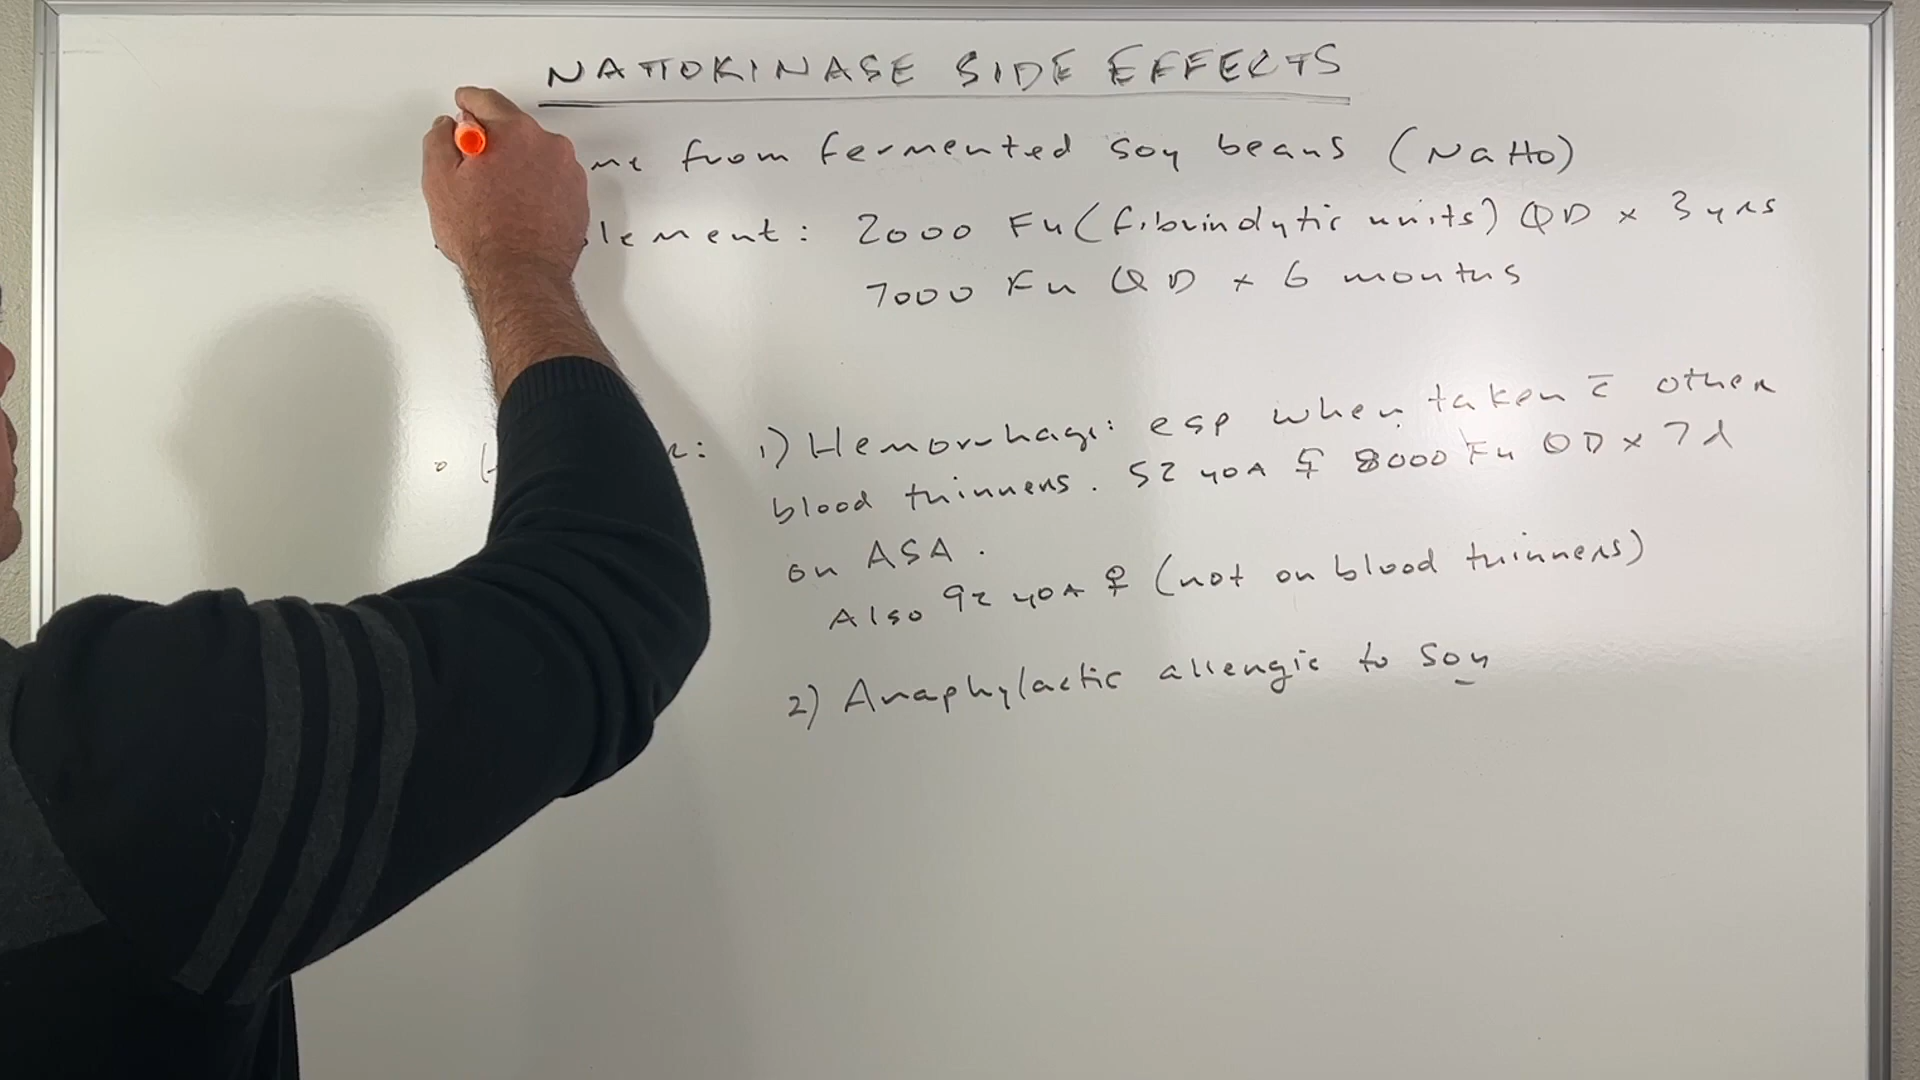 NATTOKINASE SIDE EFFECTS
me from fermented soy beans (Natto)
lement: 2000 Fu (fibrinolytic units) QD x 3 yrs
7000 Fu QD x 6 months
1) Hemorrhage: esp when taken c̄ other
blood thinners. 52 yoA ♀ 8000 Fu QD x 7d
on ASA.
Also 92 yoA ♀ (not on blood thinners)
2) Anaphylactic allergic to soy